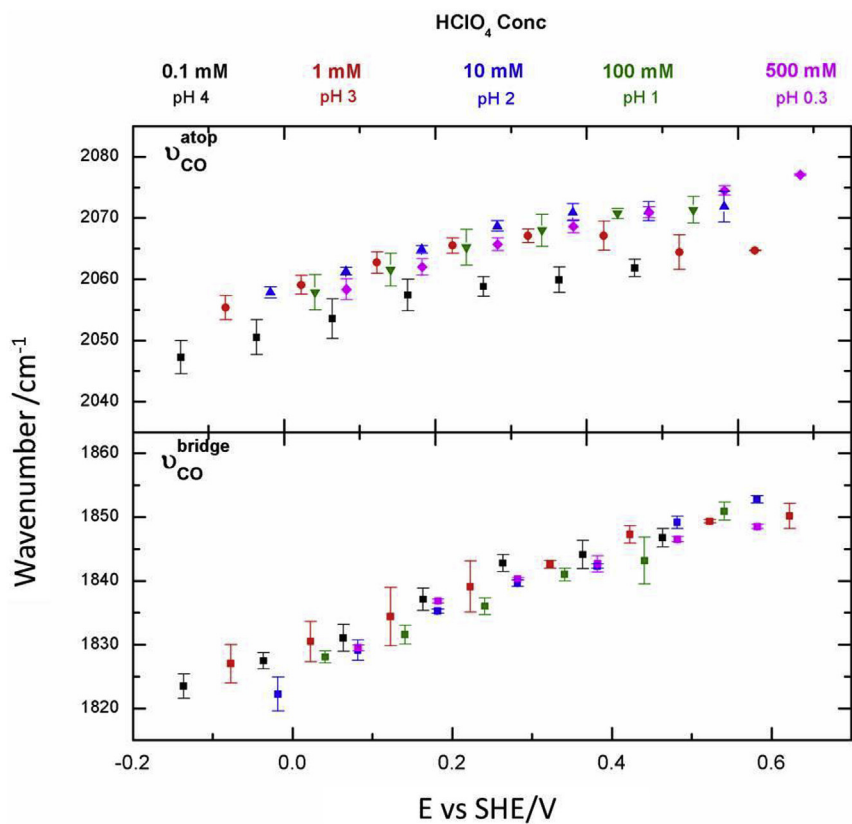 HClO4 Conc
0.1 mM 1 mM 10 mM 100 mM 500 mM
pH 4 pH 3 pH 2 pH 1 pH 0.3
υCO atop
2080
2070
2060
2050
2040
υCO bridge
1860
1850
1840
1830
1820
Wavenumber /cm-1
-0.2 0.0 0.2 0.4 0.6
E vs SHE/V